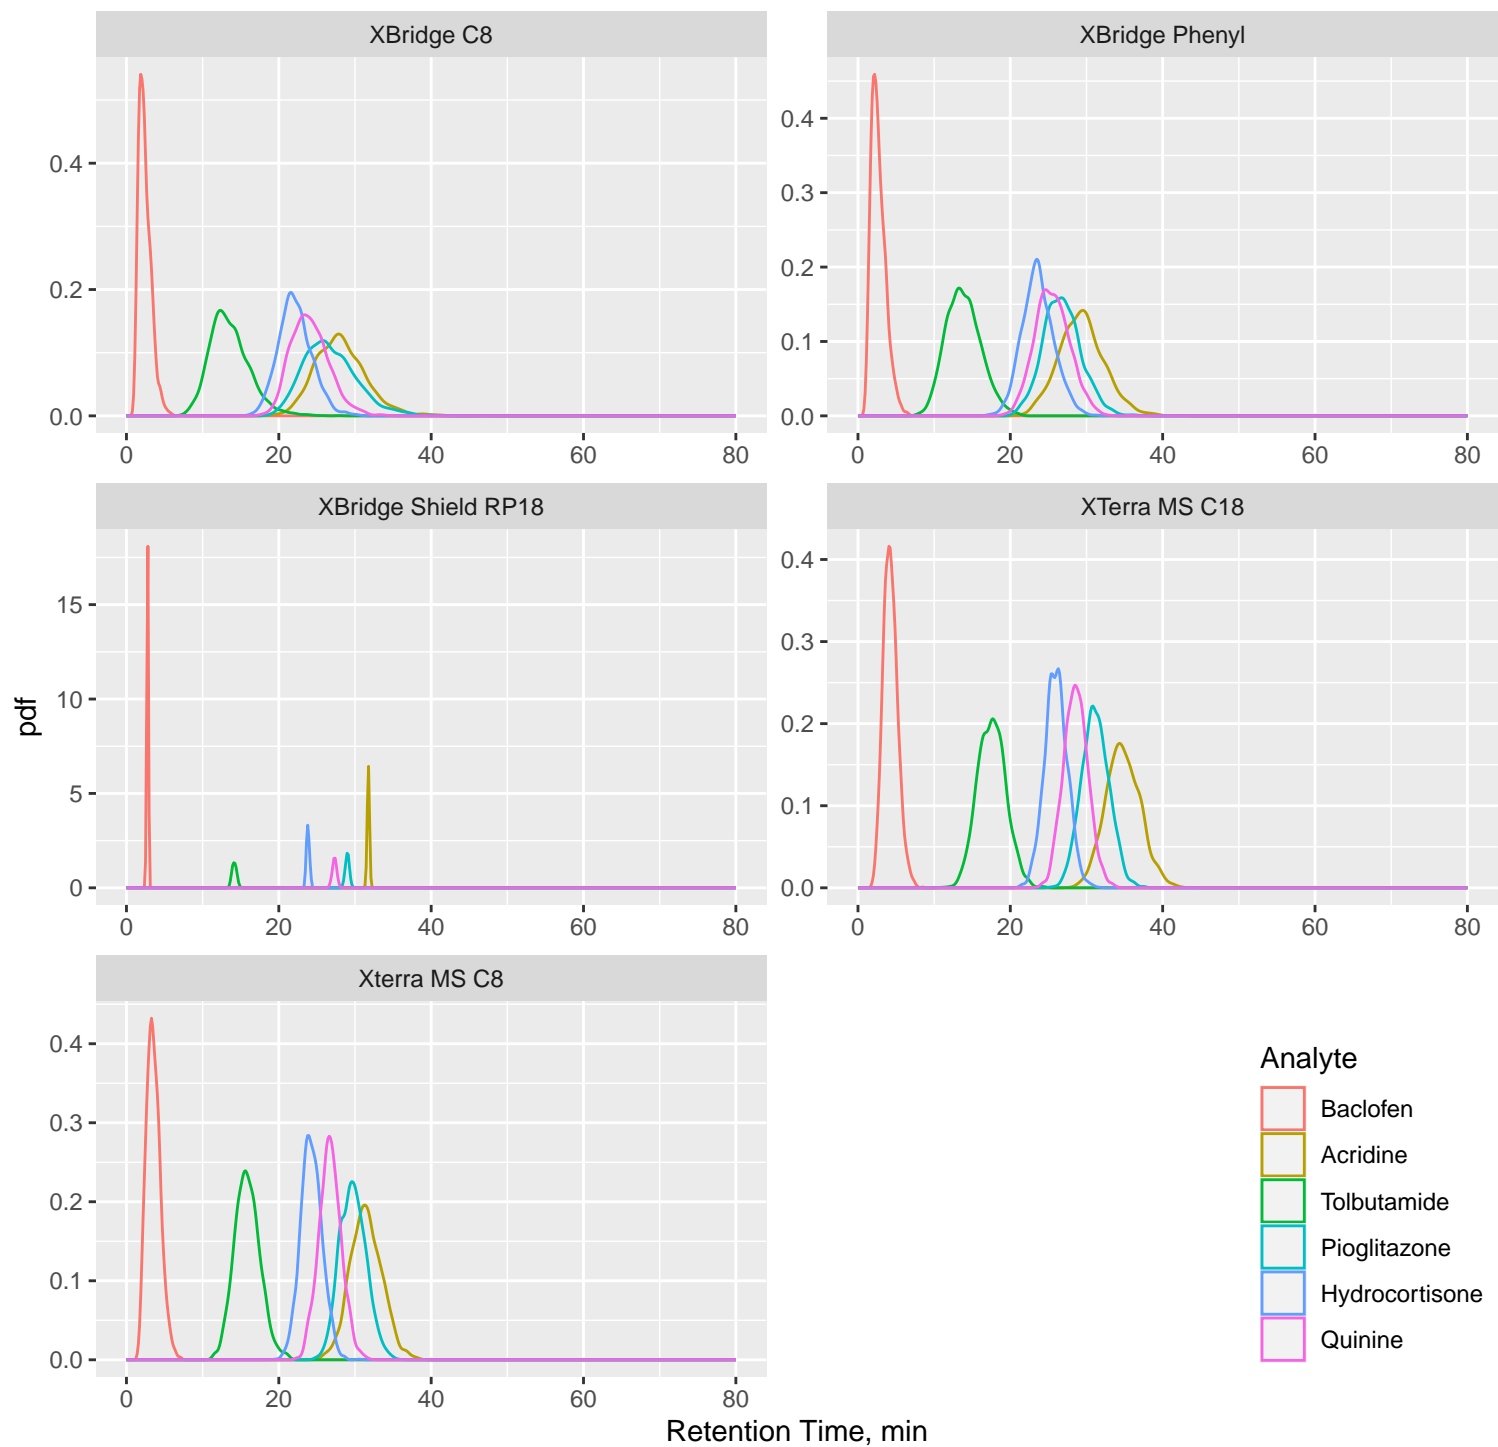 XBridge C8
XBridge Phenyl
0.4
0.2
0.0
0 20 40 60 80
0.4
0.3
0.2
0.1
0.0
0 20 40 60 80
XBridge Shield RP18
XTerra MS C18
pdf
15
10
5
0
0 20 40 60 80
0.4
0.3
0.2
0.1
0.0
0 20 40 60 80
Xterra MS C8
0.4
0.3
0.2
0.1
0.0
0 20 40 60 80
Retention Time, min
Analyte
Baclofen
Acridine
Tolbutamide
Pioglitazone
Hydrocortisone
Quinine